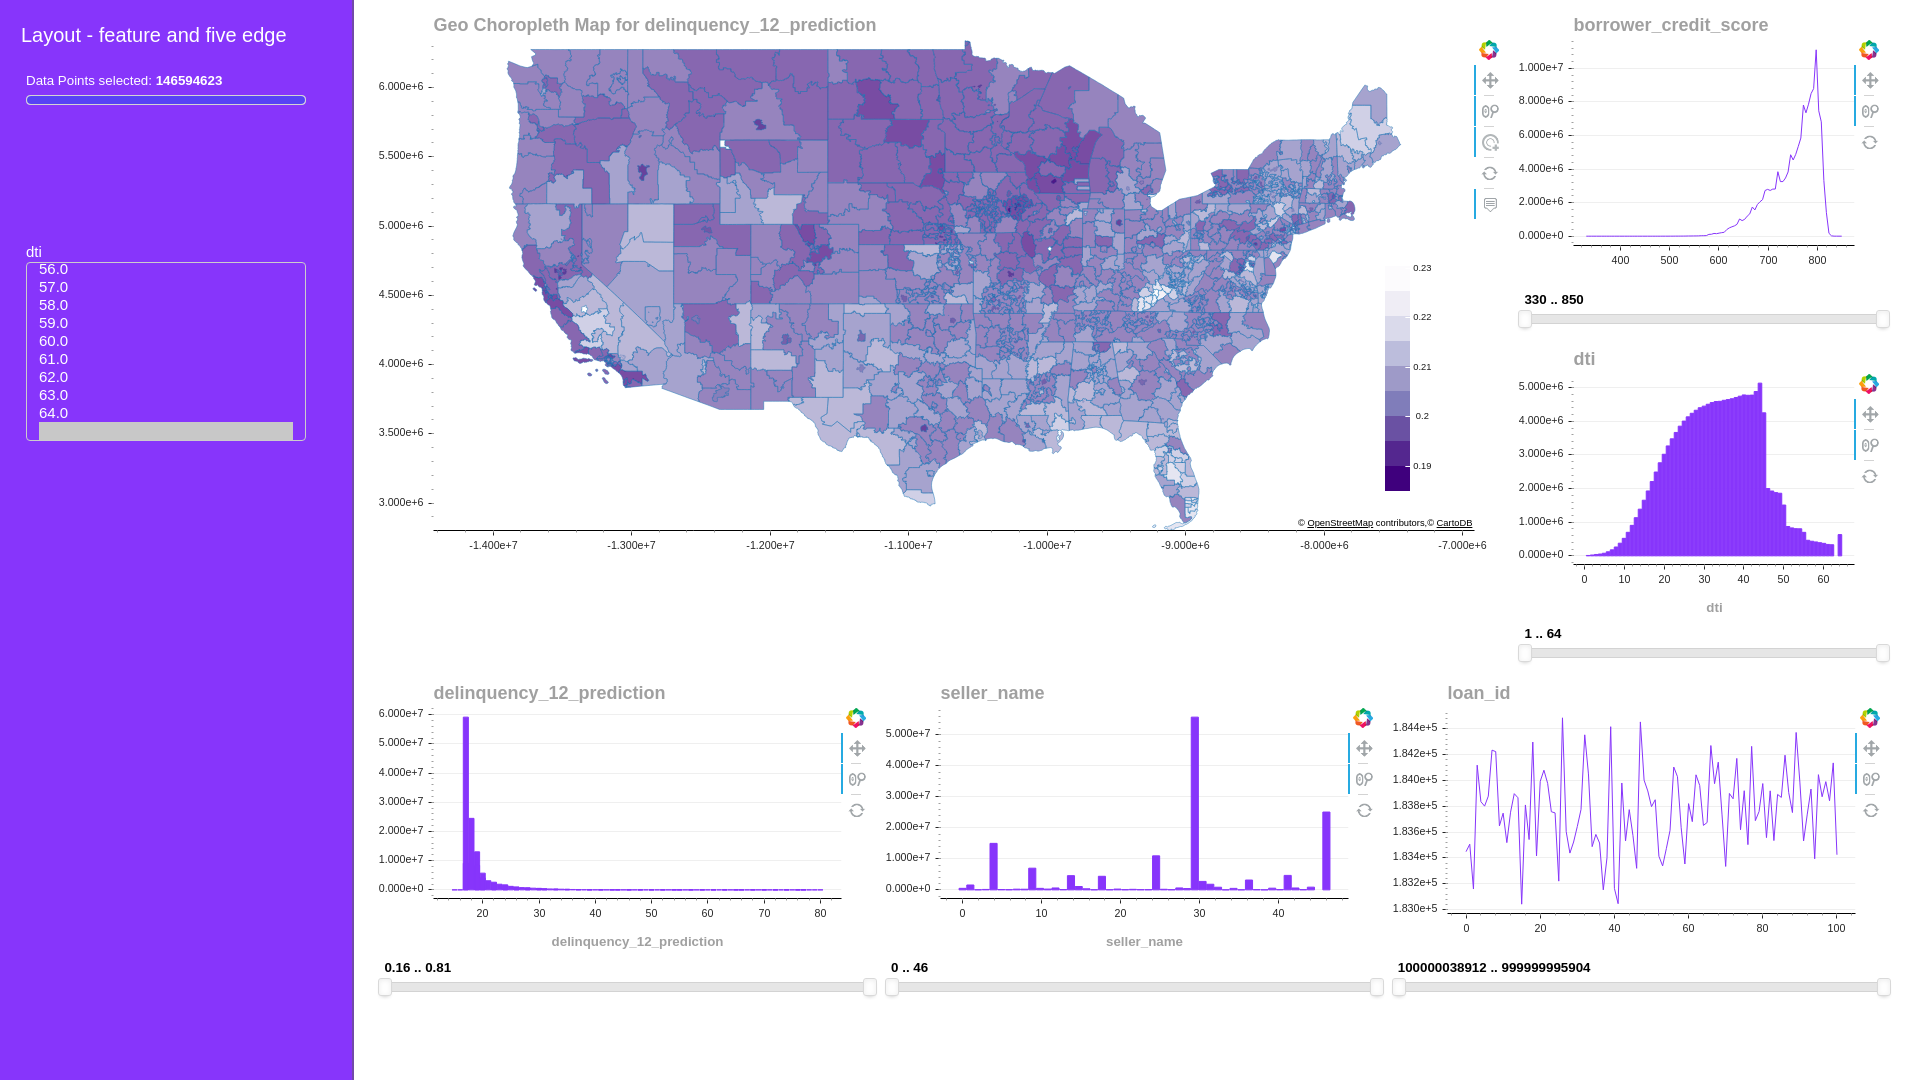 Layout - feature and five edge
Data Points selected: 146594623
dti
56.0
57.0
58.0
59.0
60.0
61.0
62.0
63.0
64.0
Geo Choropleth Map for delinquency_12_prediction
6.000e+6
5.500e+6
5.000e+6
4.500e+6
4.000e+6
3.500e+6
3.000e+6
-1.400e+7 -1.300e+7 -1.200e+7 -1.100e+7 -1.000e+7 -9.000e+6 -8.000e+6 -7.000e+6
0.23
0.22
0.21
0.2
0.19
© OpenStreetMap contributors,© CartoDB
borrower_credit_score
1.000e+7
8.000e+6
6.000e+6
4.000e+6
2.000e+6
0.000e+0
400 500 600 700 800
330 .. 850
dti
5.000e+6
4.000e+6
3.000e+6
2.000e+6
1.000e+6
0.000e+0
0 10 20 30 40 50 60
dti
1 .. 64
delinquency_12_prediction
6.000e+7
5.000e+7
4.000e+7
3.000e+7
2.000e+7
1.000e+7
0.000e+0
20 30 40 50 60 70 80
delinquency_12_prediction
0.16 .. 0.81
seller_name
5.000e+7
4.000e+7
3.000e+7
2.000e+7
1.000e+7
0.000e+0
0 10 20 30 40
seller_name
0 .. 46
loan_id
1.844e+5
1.842e+5
1.840e+5
1.838e+5
1.836e+5
1.834e+5
1.832e+5
1.830e+5
0 20 40 60 80 100
100000038912 .. 999999995904